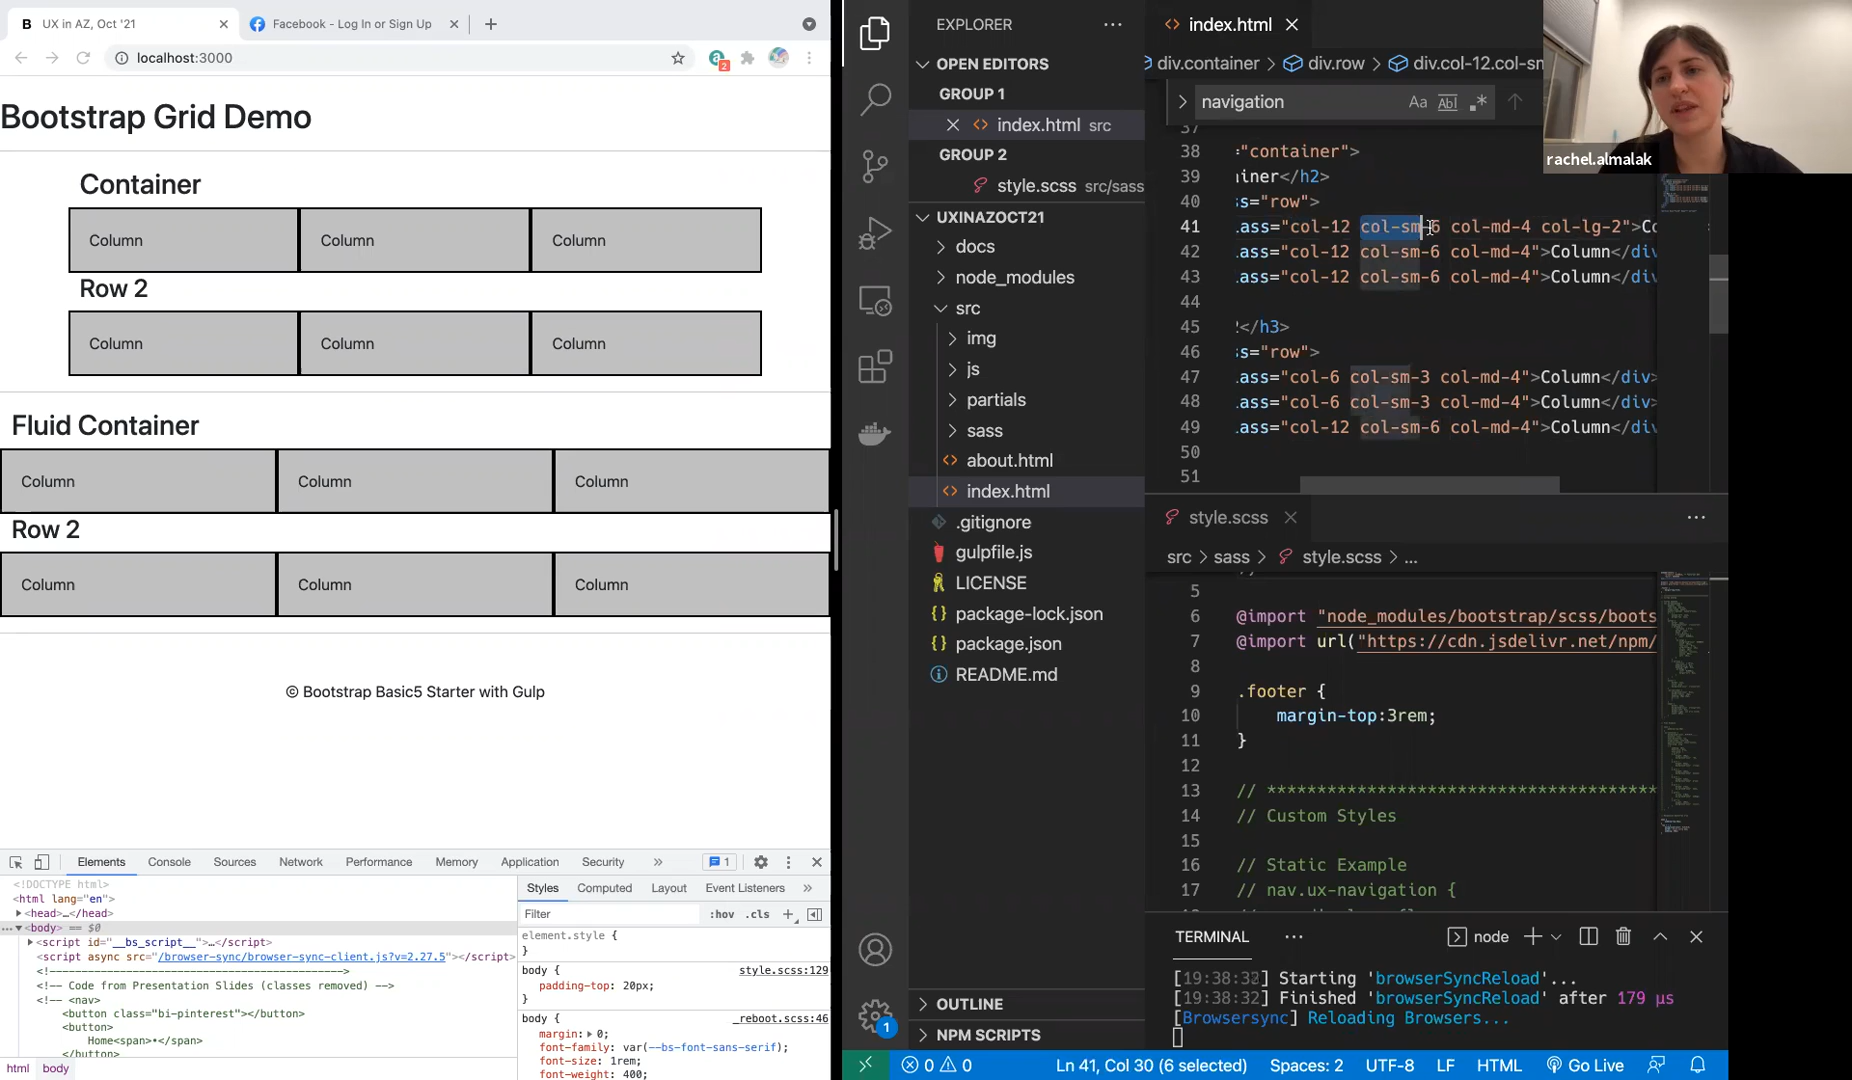 UX in AZ, Oct '21
Facebook - Log In or Sign Up
localhost:3000
2
Bootstrap Grid Demo
Container
Column Column Column
Row 2
Column Column Column
Fluid Container
Column Column Column
Row 2
Column Column Column
© Bootstrap Basic5 Starter with Gulp
Elements Console Sources Network Performance Memory Application Security » 1
<!DOCTYPE html>
<html lang="en">
<head>…</head>
<body> == $0
<script id="__bs_script__">…</script>
<script async src="/browser-sync/browser-sync-client.js?v=2.27.5"></script>
<!-- Code from Presentation Slides (classes removed) -->
<!-- <nav>
<button class="bi-pinterest"></button>
<button>
Home<span>•</span>
</button>
html body
Styles Computed Layout Event Listeners »
Filter :hov .cls
element.style {
}
body { style.scss:129
padding-top: 20px;
}
body { _reboot.scss:46
margin: 0;
font-family: var(--bs-font-sans-serif);
font-size: 1rem;
font-weight: 400;
EXPLORER
OPEN EDITORS
GROUP 1
index.html src
GROUP 2
style.scss src/sass
UXINAZOCT21
docs
node_modules
src
img
js
partials
sass
about.html
index.html
.gitignore
gulpfile.js
LICENSE
package-lock.json
package.json
README.md
OUTLINE
NPM SCRIPTS
1
index.html
div.container > div.row > div.col-12.col-sm
navigation Aa Abl .*
rachel.almalak
37
38 ="container">
39 iner</h2>
40 ss="row">
41 ass="col-12 col-sm-6 col-md-4 col-lg-2">Co
42 ass="col-12 col-sm-6 col-md-4">Column</div
43 ass="col-12 col-sm-6 col-md-4">Column</div
44
45 2</h3>
46 ss="row">
47 ass="col-6 col-sm-3 col-md-4">Column</div>
48 ass="col-6 col-sm-3 col-md-4">Column</div>
49 ass="col-12 col-sm-6 col-md-4">Column</div
50
51
style.scss
src > sass > style.scss > ...
5
6 @import "node_modules/bootstrap/scss/boots
7 @import url("https://cdn.jsdelivr.net/npm/
8
9 .footer {
10 margin-top:3rem;
11 }
12
13 // ******************************************
14 // Custom Styles
15
16 // Static Example
17 // nav.ux-navigation {
TERMINAL node
[19:38:32] Starting 'browserSyncReload'...
[19:38:32] Finished 'browserSyncReload' after 179 μs
[Browsersync] Reloading Browsers...
0 0 Ln 41, Col 30 (6 selected) Spaces: 2 UTF-8 LF HTML Go Live